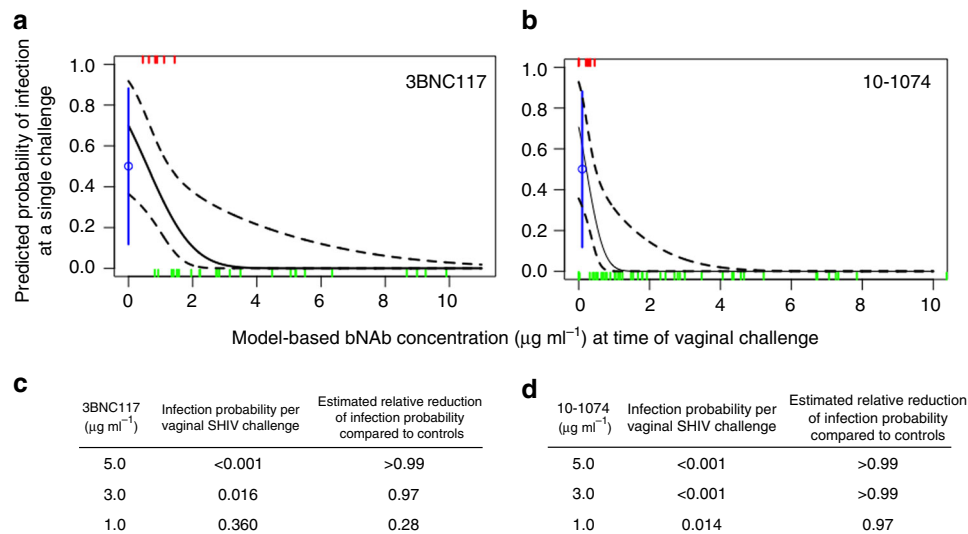 a
b
Predicted probability of infection
at a single challenge
1.0
0.8
0.6
0.4
0.2
0.0
3BNC117
0 2 4 6 8 10
1.0
0.8
0.6
0.4
0.2
0.0
10-1074
0 2 4 6 8 10
Model-based bNAb concentration (μg ml⁻¹) at time of vaginal challenge
c
3BNC117
(μg ml⁻¹)
Infection probability per
vaginal SHIV challenge
Estimated relative reduction
of infection probability
compared to controls
5.0 <0.001 >0.99
3.0 0.016 0.97
1.0 0.360 0.28
d
10-1074
(μg ml⁻¹)
Infection probability per
vaginal SHIV challenge
Estimated relative reduction
of infection probability
compared to controls
5.0 <0.001 >0.99
3.0 <0.001 >0.99
1.0 0.014 0.97